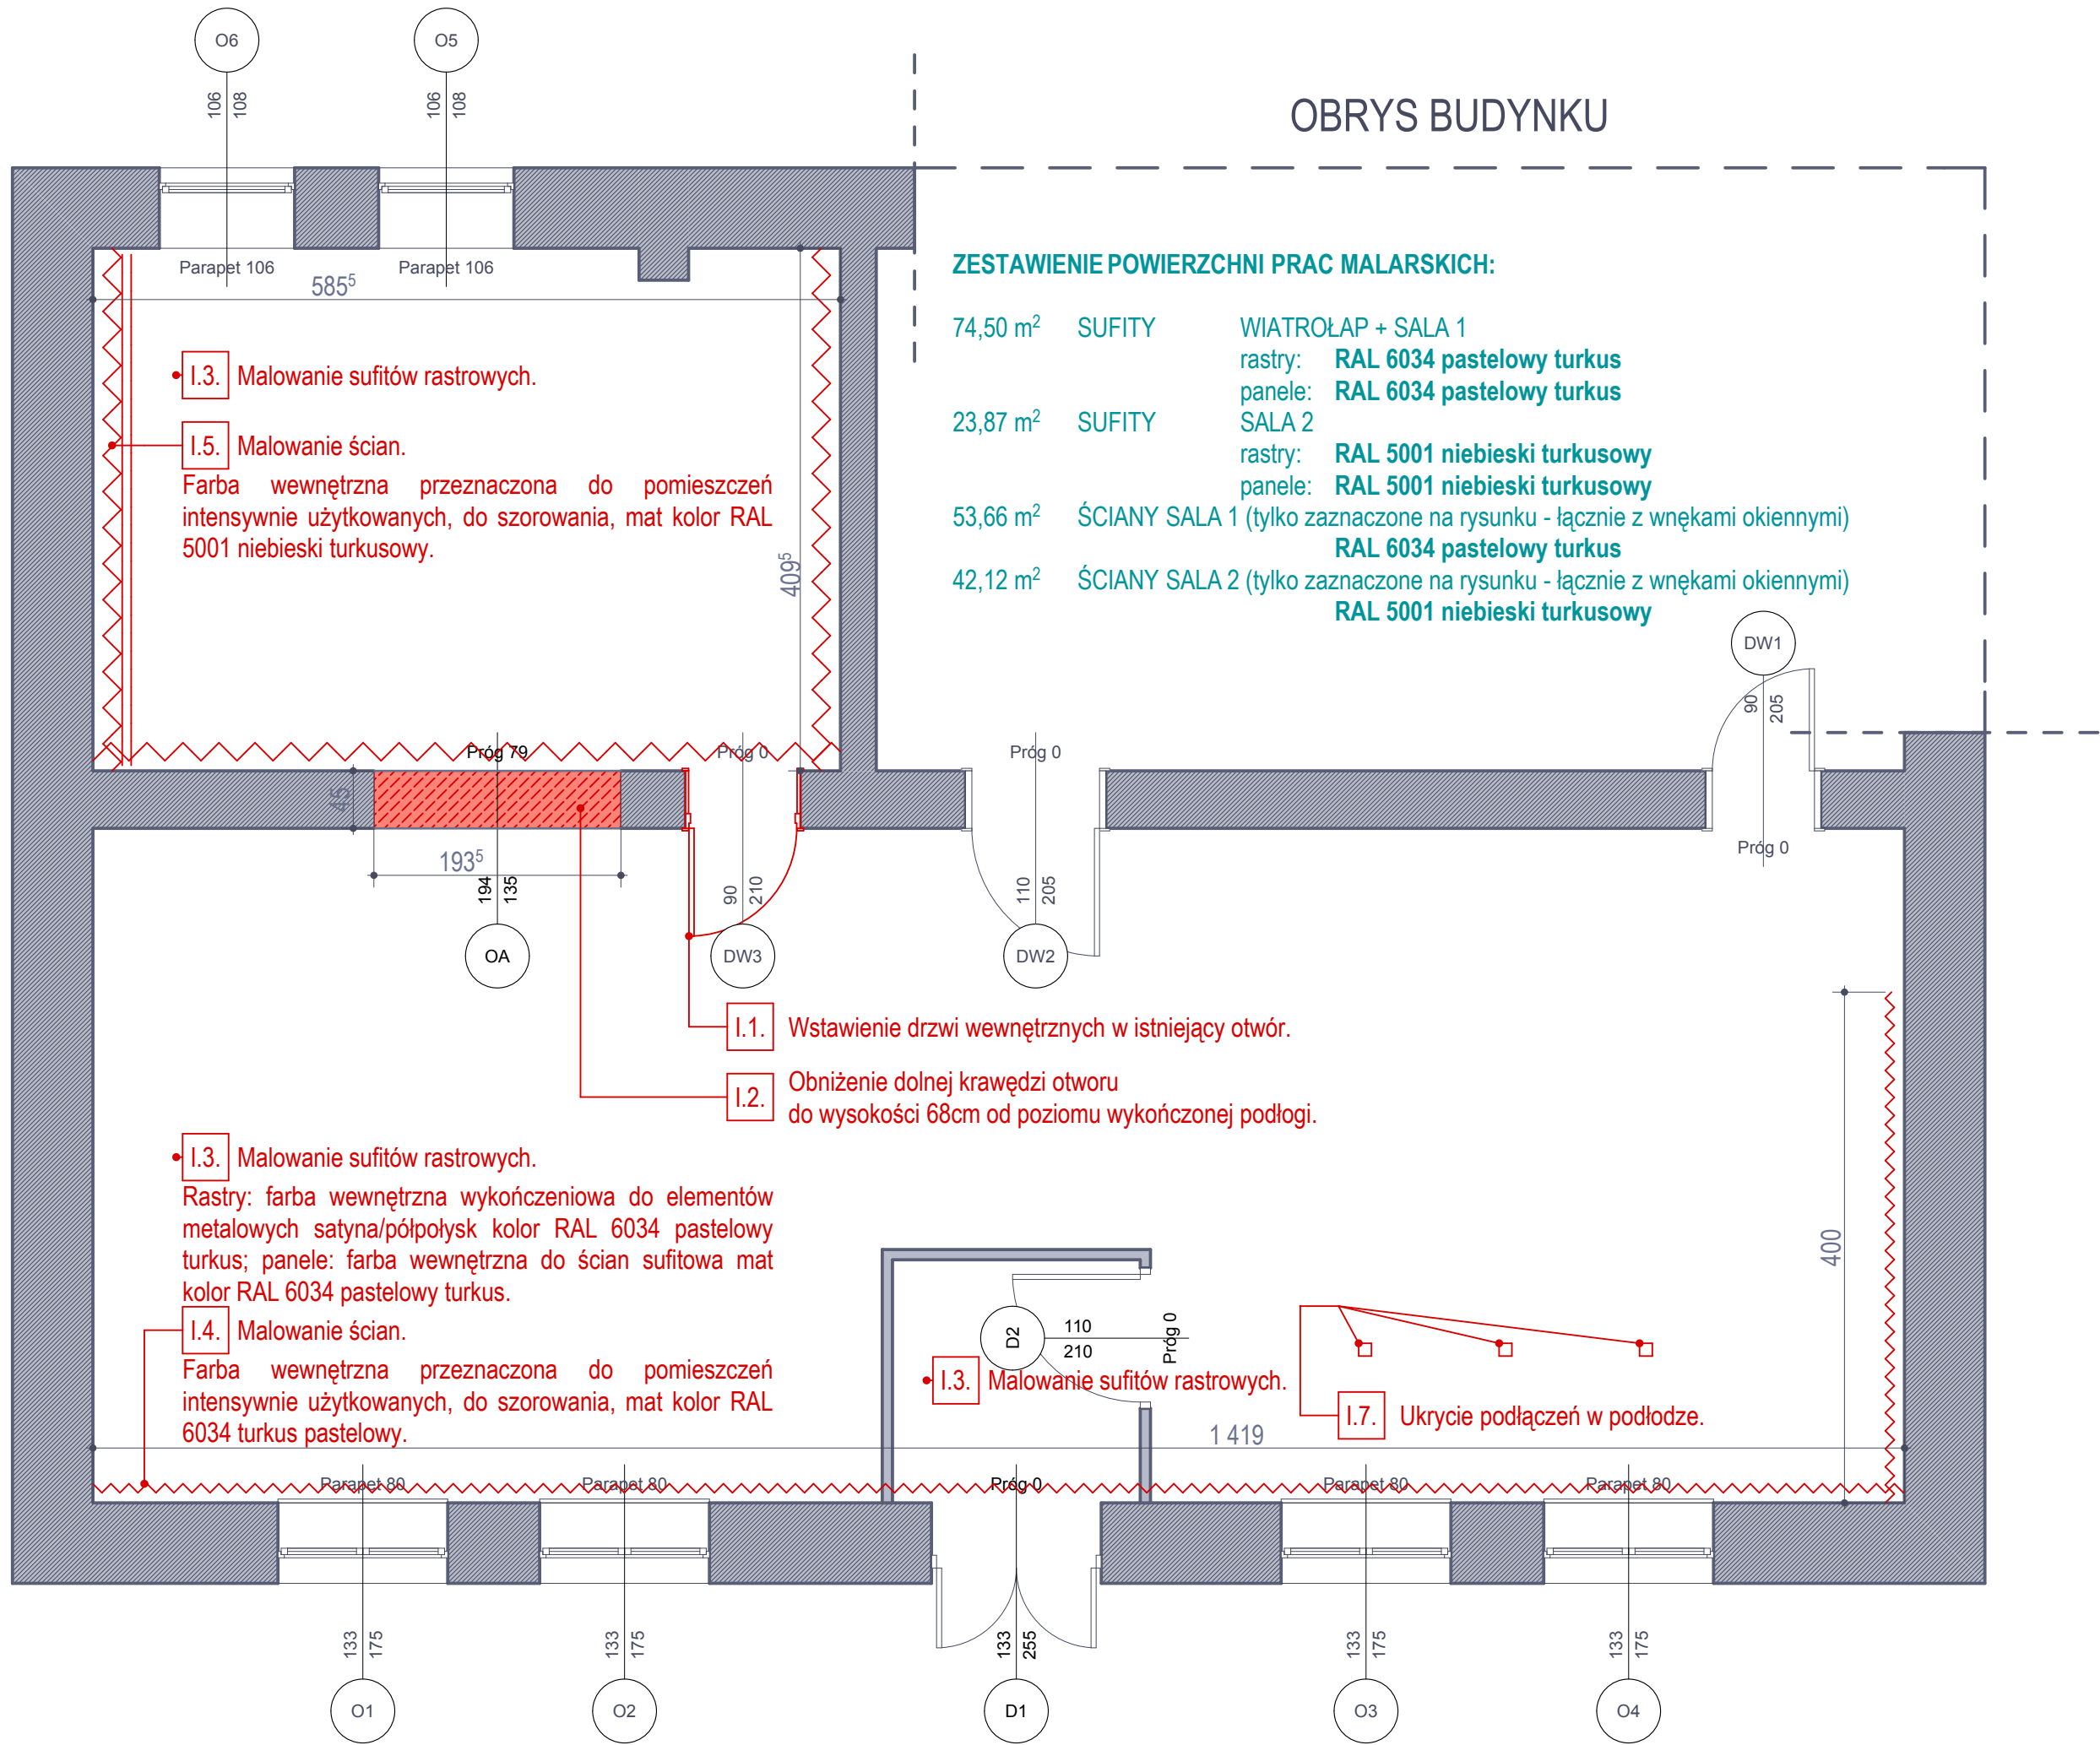 O6
O5
106
108
106
108
OBRYS BUDYNKU
Parapet 106
Parapet 106
585⁵
ZESTAWIENIE POWIERZCHNI PRAC MALARSKICH:
74,50 m² SUFITY WIATROŁAP + SALA 1
rastry: RAL 6034 pastelowy turkus
panele: RAL 6034 pastelowy turkus
23,87 m² SUFITY SALA 2
rastry: RAL 5001 niebieski turkusowy
panele: RAL 5001 niebieski turkusowy
53,66 m² ŚCIANY SALA 1 (tylko zaznaczone na rysunku - łącznie z wnękami okiennymi)
RAL 6034 pastelowy turkus
42,12 m² ŚCIANY SALA 2 (tylko zaznaczone na rysunku - łącznie z wnękami okiennymi)
RAL 5001 niebieski turkusowy
I.3. Malowanie sufitów rastrowych.
I.5. Malowanie ścian.
Farba wewnętrzna przeznaczona do pomieszczeń
intensywnie użytkowanych, do szorowania, mat kolor RAL
5001 niebieski turkusowy.
409⁵
DW1
90
205
Próg 79
Próg 0
Próg 0
Próg 0
45
193⁵
194
135
90
210
110
205
OA
DW3
DW2
I.1. Wstawienie drzwi wewnętrznych w istniejący otwór.
I.2. Obniżenie dolnej krawędzi otworu
do wysokości 68cm od poziomu wykończonej podłogi.
I.3. Malowanie sufitów rastrowych.
Rastry: farba wewnętrzna wykończeniowa do elementów
metalowych satyna/półpołysk kolor RAL 6034 pastelowy
turkus; panele: farba wewnętrzna do ścian sufitowa mat
kolor RAL 6034 pastelowy turkus.
I.4. Malowanie ścian.
Farba wewnętrzna przeznaczona do pomieszczeń
intensywnie użytkowanych, do szorowania, mat kolor RAL
6034 turkus pastelowy.
400
D2
110
210
Próg 0
I.3. Malowanie sufitów rastrowych.
I.7. Ukrycie podłączeń w podłodze.
1 419
Parapet 80
Parapet 80
Próg 0
Parapet 80
Parapet 80
133
175
133
175
133
255
133
175
133
175
O1
O2
D1
O3
O4